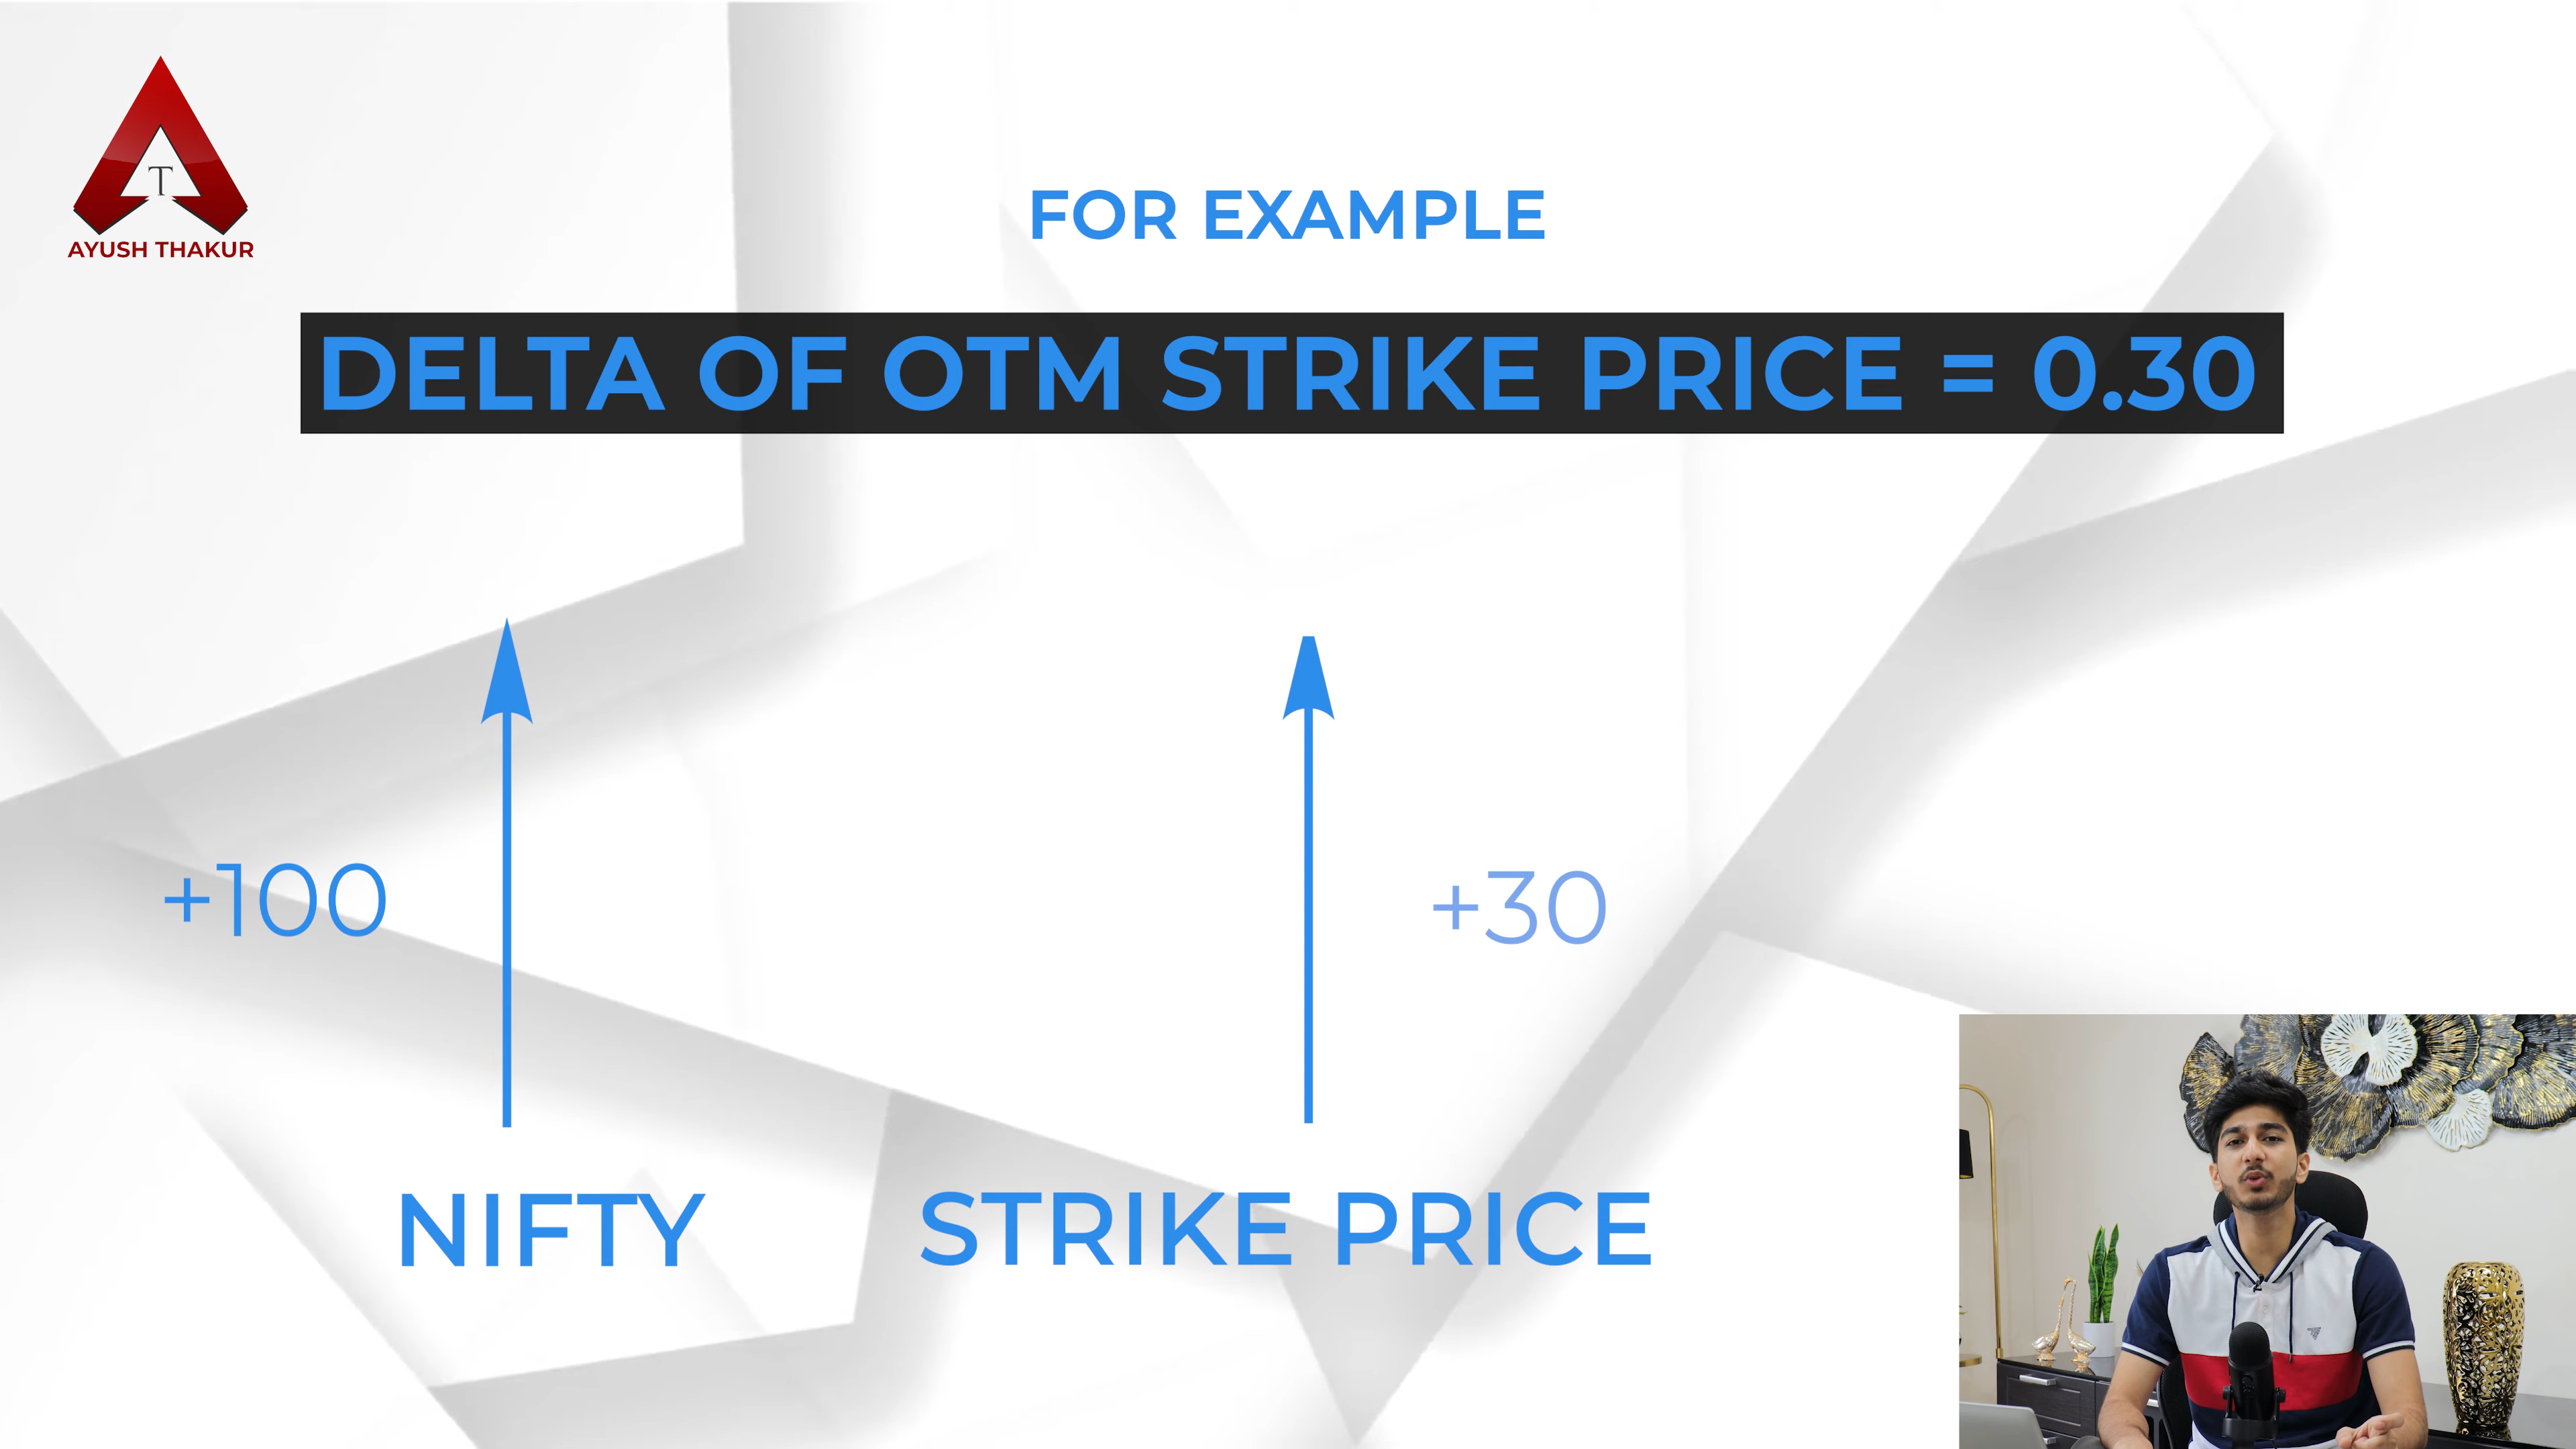 T
AYUSH THAKUR
FOR EXAMPLE
DELTA OF OTM STRIKE PRICE = 0.30
+100
+30
NIFTY
STRIKE PRICE